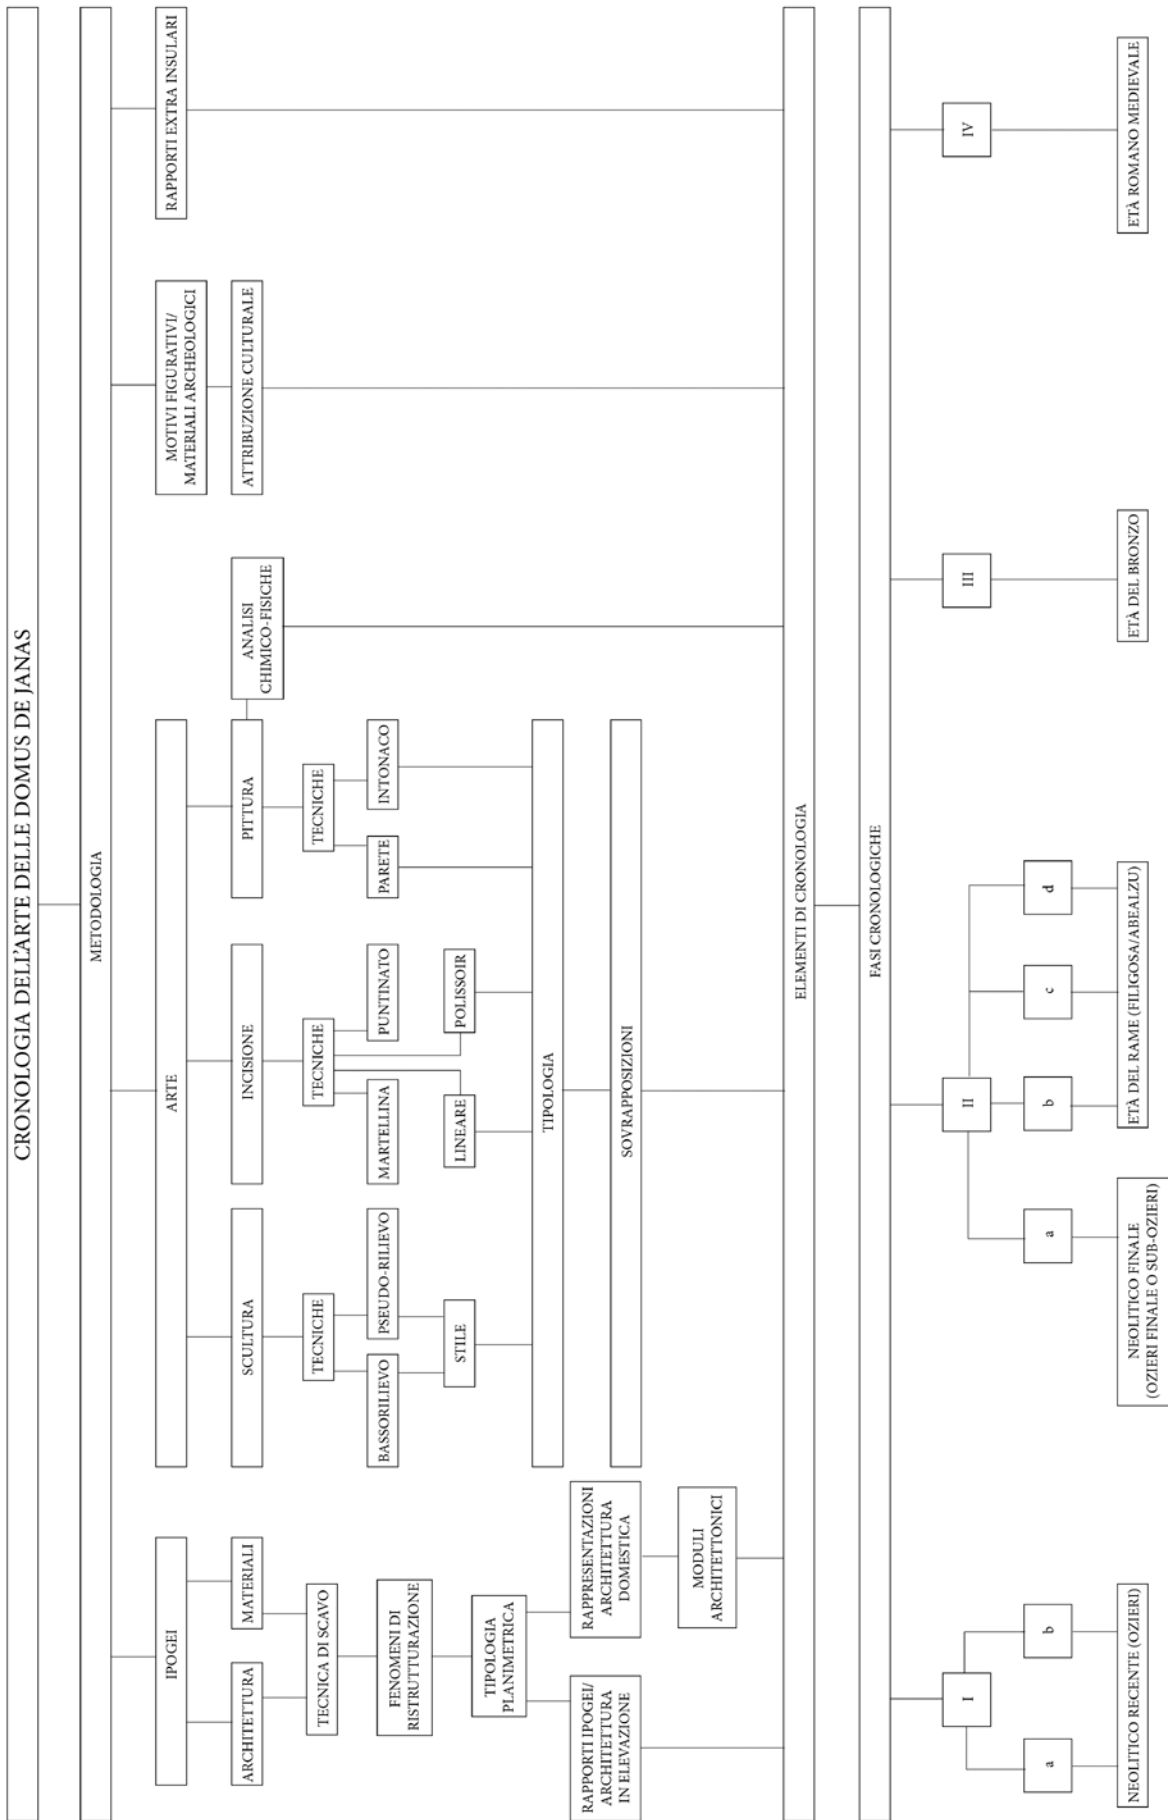 CRONOLOGIA DELL'ARTE DELLE DOMUS DE JANAS
METODOLOGIA
IPOGEI
ARTE
MOTIVI FIGURATIVI/
MATERIALI ARCHEOLOGICI
RAPPORTI EXTRA INSULARI
ARCHITETTURA
MATERIALI
SCULTURA
INCISIONE
PITTURA
ANALISI
CHIMICO-FISICHE
ATTRIBUZIONE CULTURALE
TECNICA DI SCAVO
TECNICHE
TECNICHE
TECNICHE
FENOMENI DI
RISTRUTTURAZIONE
BASSORILIEVO
PSEUDO-RILIEVO
MARTELLINA
PUNTINATO
PARETE
INTONACO
TIPOLOGIA
PLANIMETRICA
STILE
LINEARE
POLISSOIR
RAPPORTI IPOGEI/
ARCHITETTURA
IN ELEVAZIONE
RAPPRESENTAZIONI
ARCHITETTURA
DOMESTICA
TIPOLOGIA
SOVRAPPOSIZIONI
MODULI
ARCHITETTONICI
ELEMENTI DI CRONOLOGIA
FASI CRONOLOGICHE
I
II
III
IV
a
b
a
b
c
d
NEOLITICO RECENTE (OZIERI)
NEOLITICO FINALE
(OZIERI FINALE O SUB-OZIERI)
ETÀ DEL RAME (FILIGOSA/ABEALZU)
ETÀ DEL BRONZO
ETÀ ROMANO MEDIEVALE